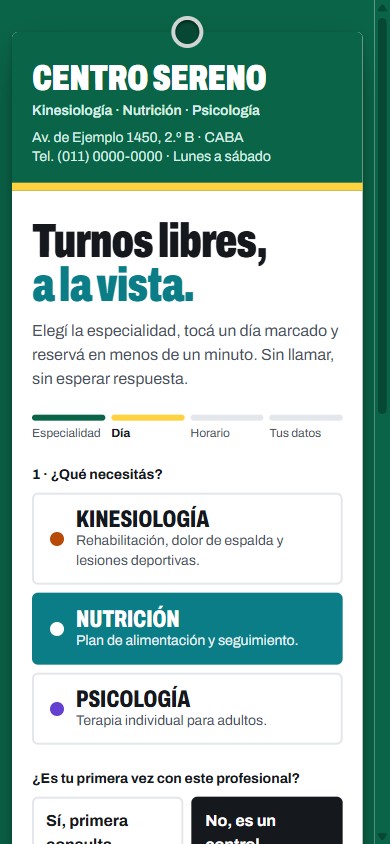 CENTRO SERENO
Kinesiología · Nutrición · Psicología
Av. de Ejemplo 1450, 2.º B · CABA
Tel. (011) 0000-0000 · Lunes a sábado
Turnos libres,
a la vista.
Elegí la especialidad, tocá un día marcado y
reservá en menos de un minuto. Sin llamar,
sin esperar respuesta.
Especialidad Día Horario Tus datos
1 · ¿Qué necesitás?
KINESIOLOGÍA
Rehabilitación, dolor de espalda y
lesiones deportivas.
NUTRICIÓN
Plan de alimentación y seguimiento.
PSICOLOGÍA
Terapia individual para adultos.
¿Es tu primera vez con este profesional?
Sí, primera
consulta
No, es un
control